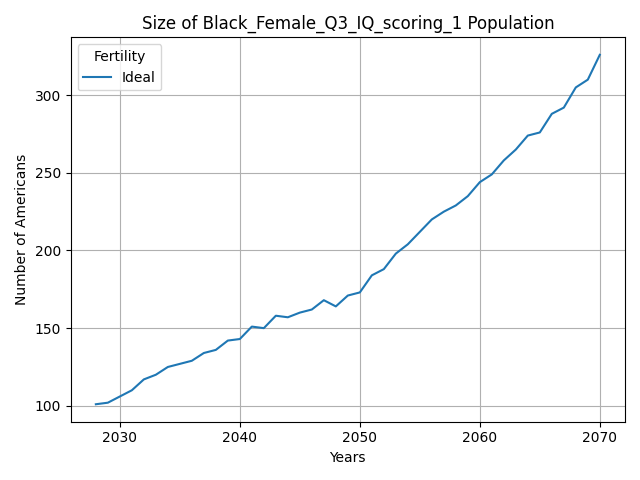 Size of Black_Female_Q3_IQ_scoring_1 Population
Fertility
Ideal
Number of Americans
300
250
200
150
100
2030 2040 2050 2060 2070
Years